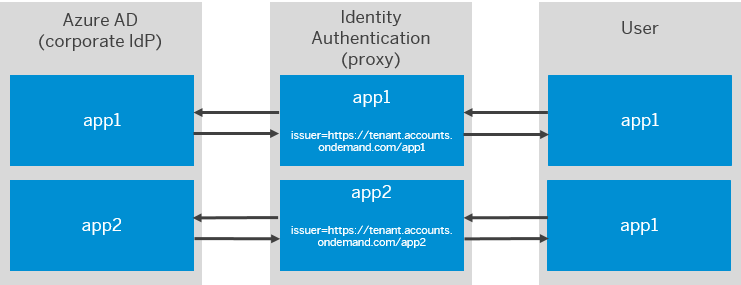 Azure AD
(corporate IdP)
Identity
Authentication
(proxy)
User
app1
app1
issuer=https://tenant.accounts.
ondemand.com/app1
app1
app2
app2
issuer=https://tenant.accounts.
ondemand.com/app2
app1